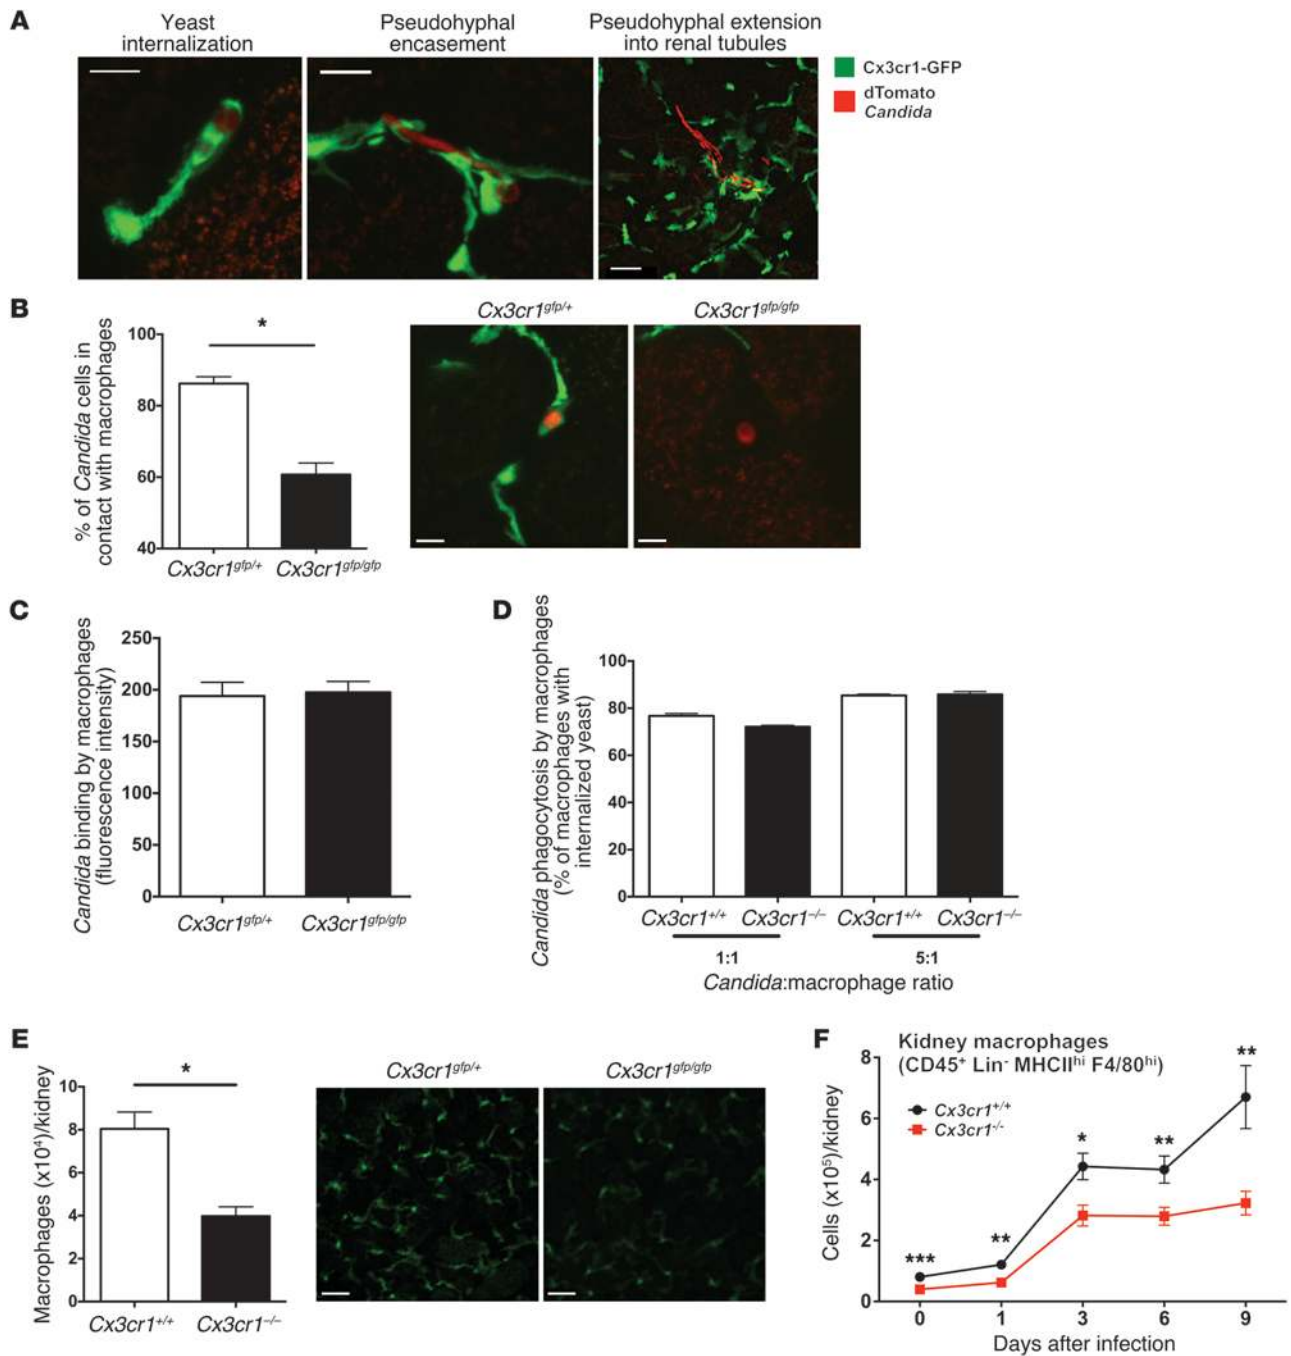 A
Yeast
internalization
Pseudohyphal
encasement
Pseudohyphal extension
into renal tubules
Cx3cr1-GFP
dTomato
Candida
B
% of Candida cells in
contact with macrophages
100
80
60
40
*
Cx3cr1gfp/+
Cx3cr1gfp/gfp
Cx3cr1gfp/+
Cx3cr1gfp/gfp
C
Candida binding by macrophages
(fluorescence intensity)
250
200
150
100
50
0
Cx3cr1gfp/+
Cx3cr1gfp/gfp
D
Candida phagocytosis by macrophages
(% of macrophages with
internalized yeast)
100
80
60
40
20
0
Cx3cr1+/+
Cx3cr1–/–
Cx3cr1+/+
Cx3cr1–/–
1:1
5:1
Candida:macrophage ratio
E
Macrophages (x10⁴)/kidney
10
8
6
4
2
0
*
Cx3cr1+/+
Cx3cr1–/–
Cx3cr1gfp/+
Cx3cr1gfp/gfp
F
Kidney macrophages
(CD45⁺ Lin⁻ MHCIIʰⁱ F4/80ʰⁱ)
Cx3cr1+/+
Cx3cr1-/-
Cells (x10⁵)/kidney
8
6
4
2
0
***
**
*
**
**
0
1
3
6
9
Days after infection